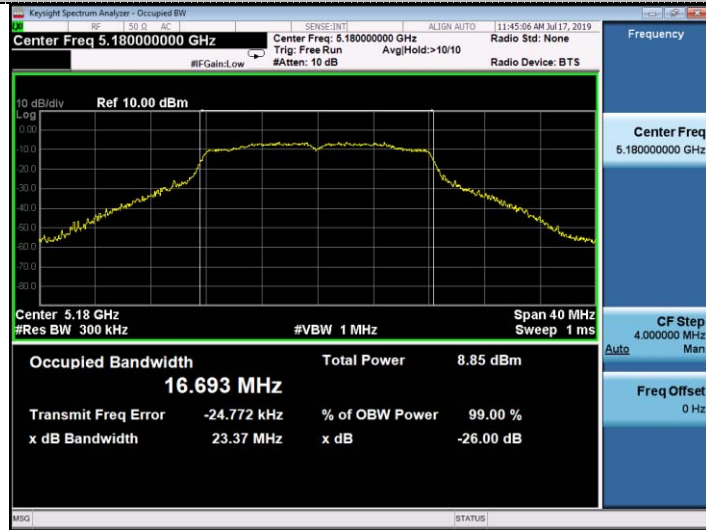 Keysight Spectrum Analyzer - Occupied BW
RF 50 Ω AC SENSE:INT ALIGN AUTO 11:45:06 AM Jul 17, 2019
Center Freq 5.180000000 GHz
Center Freq: 5.180000000 GHz
Radio Std: None
Trig: Free Run Avg|Hold:>10/10
#IFGain:Low #Atten: 10 dB Radio Device: BTS
10 dB/div Ref 10.00 dBm
Log
0.00
-10.0
-20.0
-30.0
-40.0
-50.0
-60.0
-70.0
-80.0
Center 5.18 GHz Span 40 MHz
#Res BW 300 kHz #VBW 1 MHz Sweep 1 ms
Occupied Bandwidth Total Power 8.85 dBm
16.693 MHz
Transmit Freq Error -24.772 kHz % of OBW Power 99.00 %
x dB Bandwidth 23.37 MHz x dB -26.00 dB
MSG STATUS
Frequency
Center Freq
5.180000000 GHz
CF Step
4.000000 MHz
Auto Man
Freq Offset
0 Hz